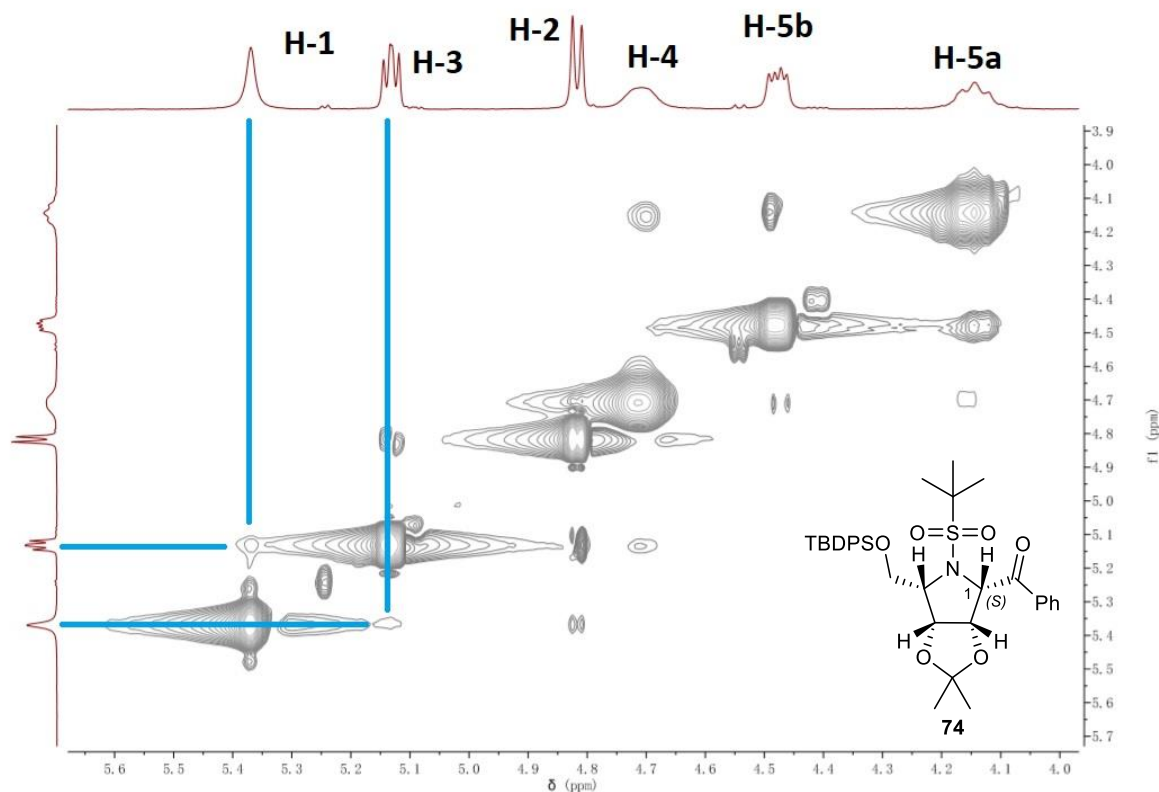 H-1
H-3
H-2
H-4
H-5b
H-5a
3.9
4.0
4.1
4.2
4.3
4.4
4.5
4.6
4.7
4.8
4.9
5.0
5.1
5.2
5.3
5.4
5.5
5.6
5.7
f1 (ppm)
5.6 5.5 5.4 5.3 5.2 5.1 5.0 4.9 4.8 4.7 4.6 4.5 4.4 4.3 4.2 4.1 4.0
δ (ppm)
O S O
TBDPSO H N H O
1 (S) Ph
H H
O O
74